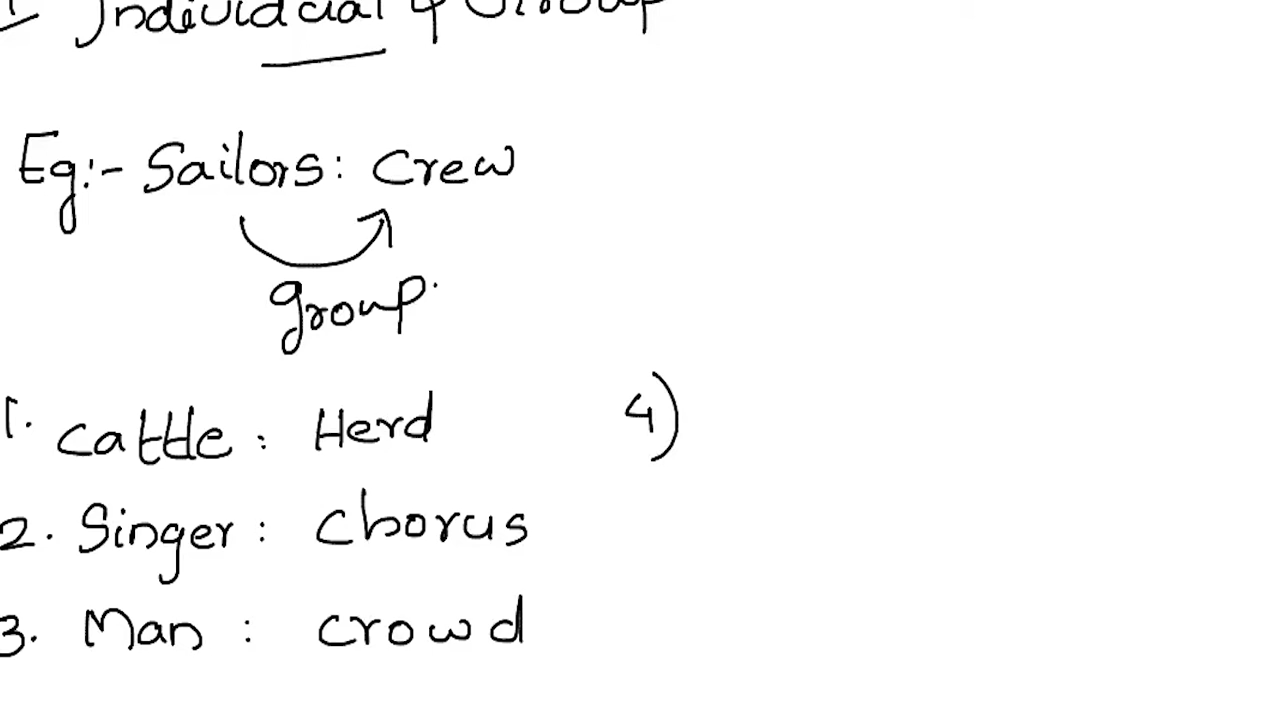 Individual & Group
Eg:- Sailors: Crew
group.
1. Cattle: Herd
2. Singer: Chorus
3. Man: crowd
4)